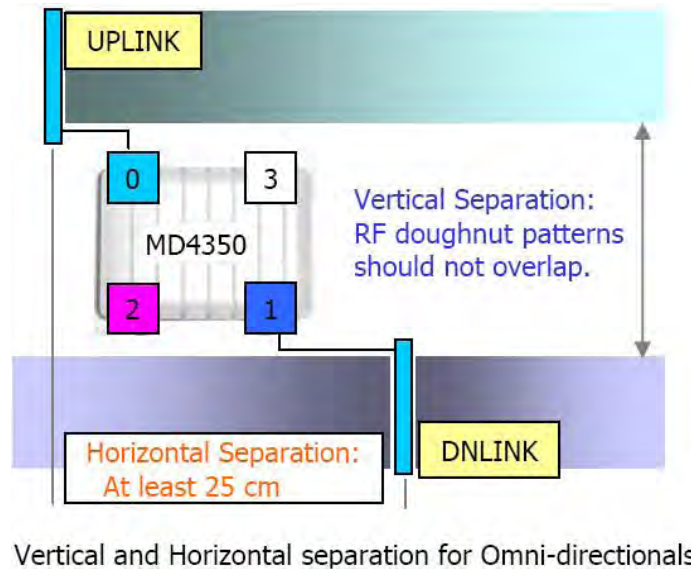 UPLINK
0
3
MD4350
2
1
Vertical Separation:
RF doughnut patterns
should not overlap.
Horizontal Separation:
At least 25 cm
DNLINK
Vertical and Horizontal separation for Omni-directionals